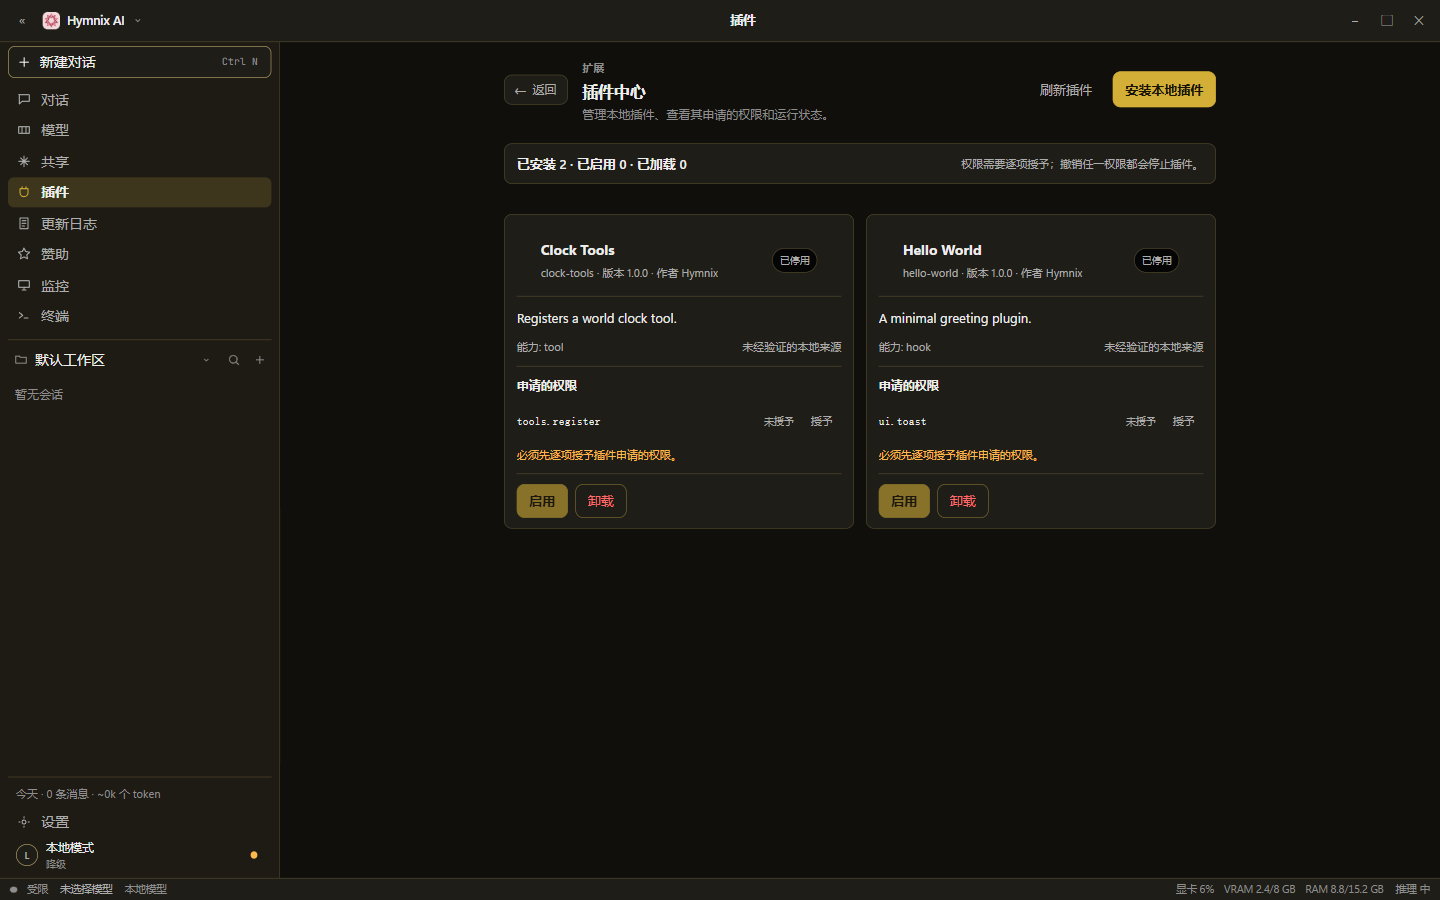 « Hymnix AI
插件
+ 新建对话 Ctrl N
对话
模型
共享
插件
更新日志
赞助
监控
终端
默认工作区
暂无会话
今天 · 0 条消息 · ~0k 个 token
设置
L 本地模式
降级
← 返回
扩展
插件中心
管理本地插件、查看其申请的权限和运行状态。
刷新插件
安装本地插件
已安装 2 · 已启用 0 · 已加载 0
权限需要逐项授予；撤销任一权限都会停止插件。
Clock Tools
clock-tools · 版本 1.0.0 · 作者 Hymnix
已停用
Registers a world clock tool.
能力: tool 未经验证的本地来源
申请的权限
tools.register 未授予 授予
必须先逐项授予插件申请的权限。
启用 卸载
Hello World
hello-world · 版本 1.0.0 · 作者 Hymnix
已停用
A minimal greeting plugin.
能力: hook 未经验证的本地来源
申请的权限
ui.toast 未授予 授予
必须先逐项授予插件申请的权限。
启用 卸载
受限 未选择模型 本地模型
显卡 6% VRAM 2.4/8 GB RAM 8.8/15.2 GB 推理 中